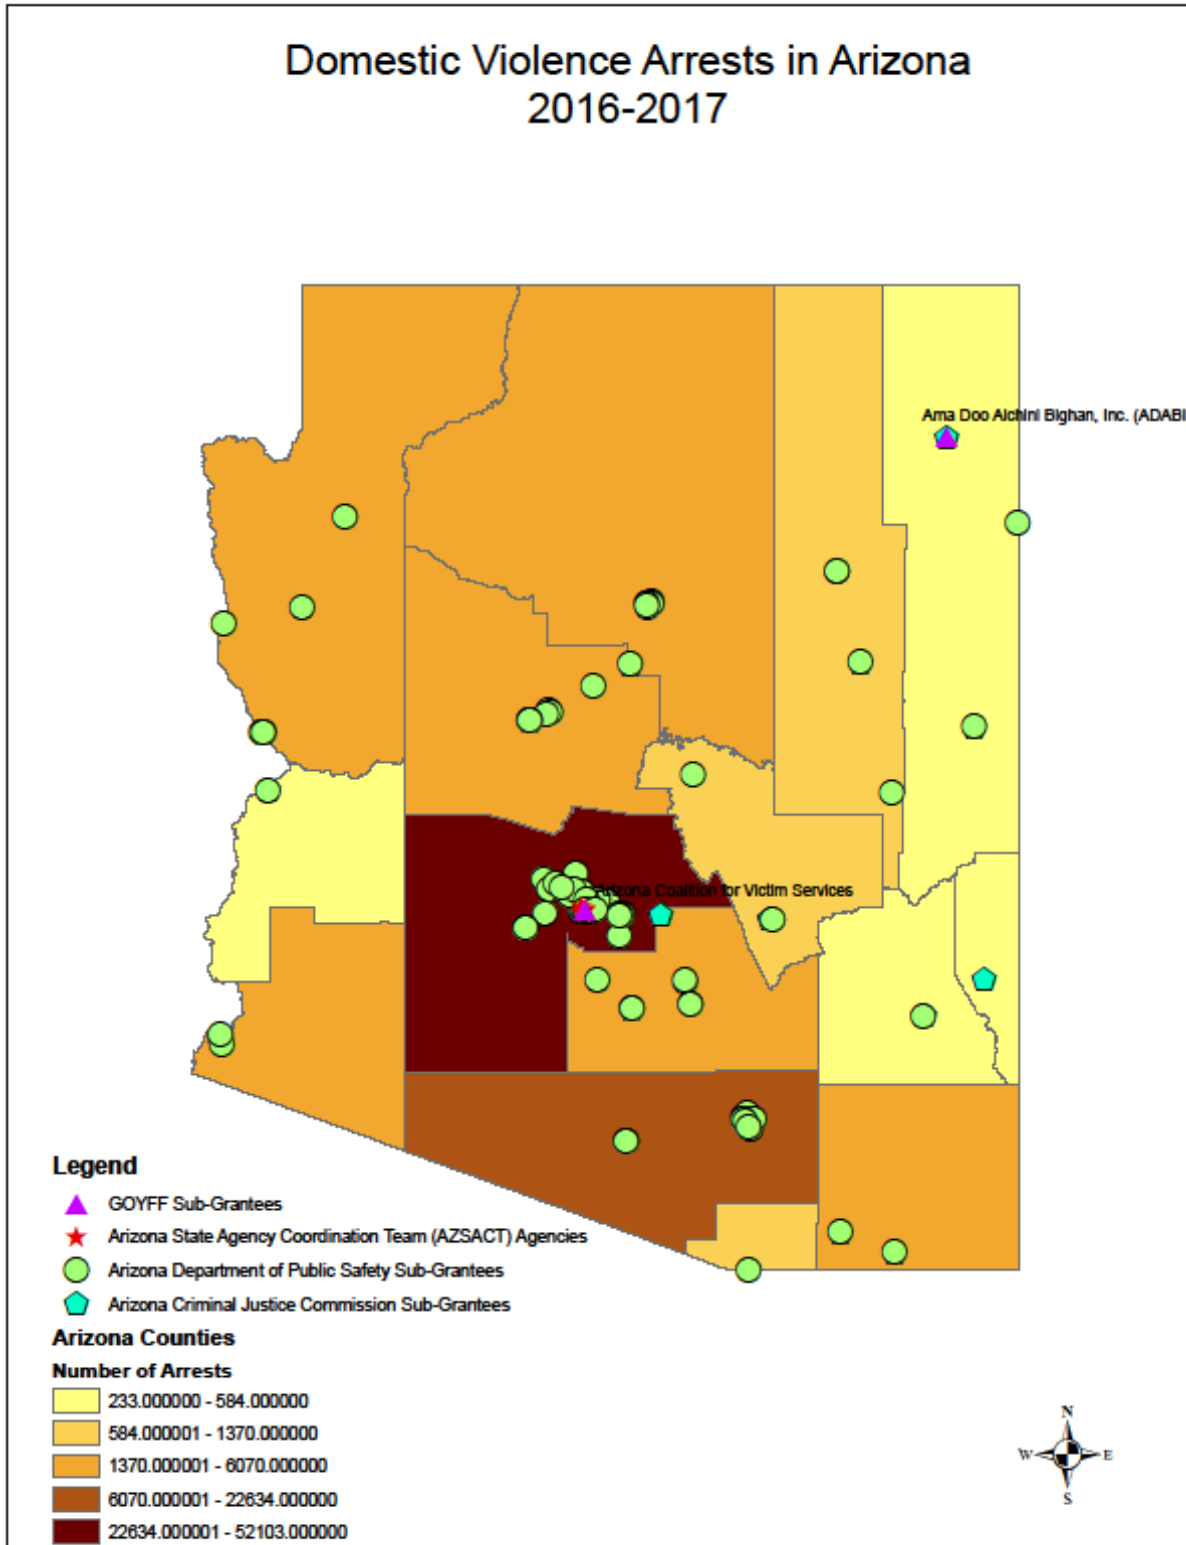 Domestic Violence Arrests in Arizona
2016-2017
Ama Doo Alchini Bighan, Inc. (ADABI
Arizona Coalition for Victim Services
Legend
GOYFF Sub-Grantees
Arizona State Agency Coordination Team (AZSACT) Agencies
Arizona Department of Public Safety Sub-Grantees
Arizona Criminal Justice Commission Sub-Grantees
Arizona Counties
Number of Arrests
233.000000 - 584.000000
584.000001 - 1370.000000
1370.000001 - 6070.000000
6070.000001 - 22634.000000
22634.000001 - 52103.000000
N
W E
S